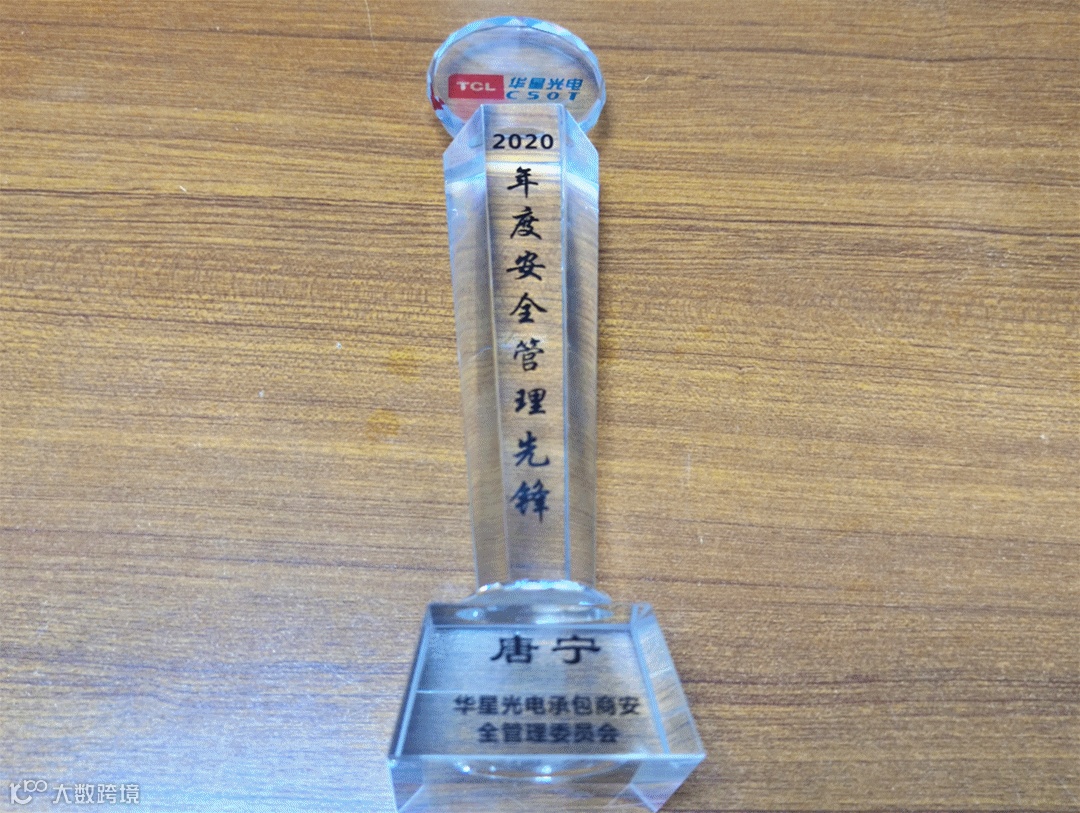 TCL 华星光电
CSOT
2020
年度安全管理先锋
唐宁
华星光电承包商安
全管理委员会
大数跨境